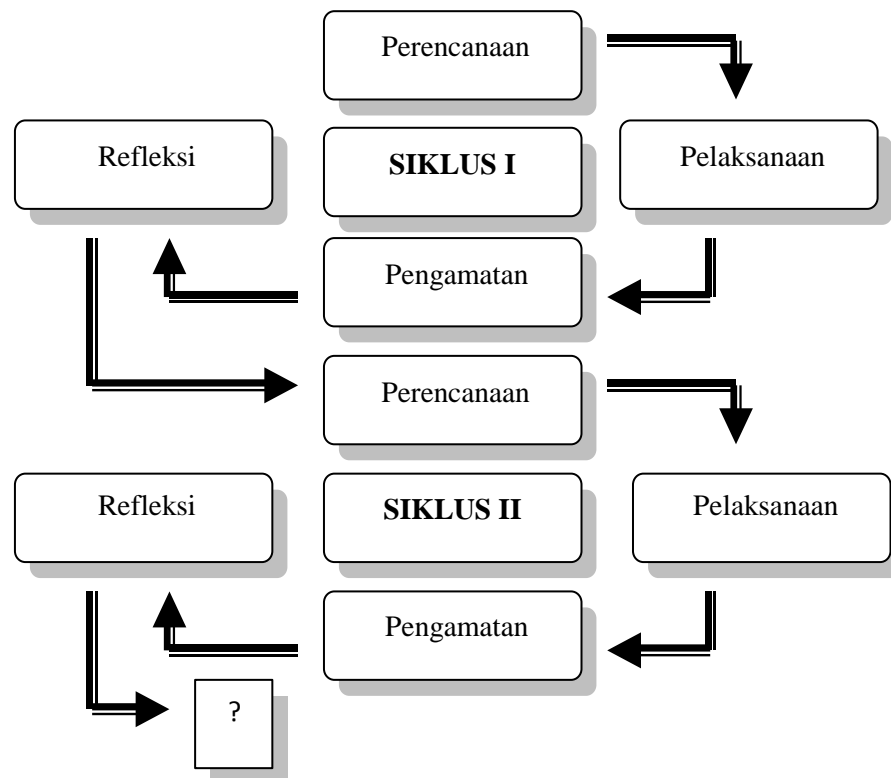 Perencanaan
Refleksi
SIKLUS I
Pelaksanaan
Pengamatan
Perencanaan
Refleksi
SIKLUS II
Pelaksanaan
Pengamatan
?